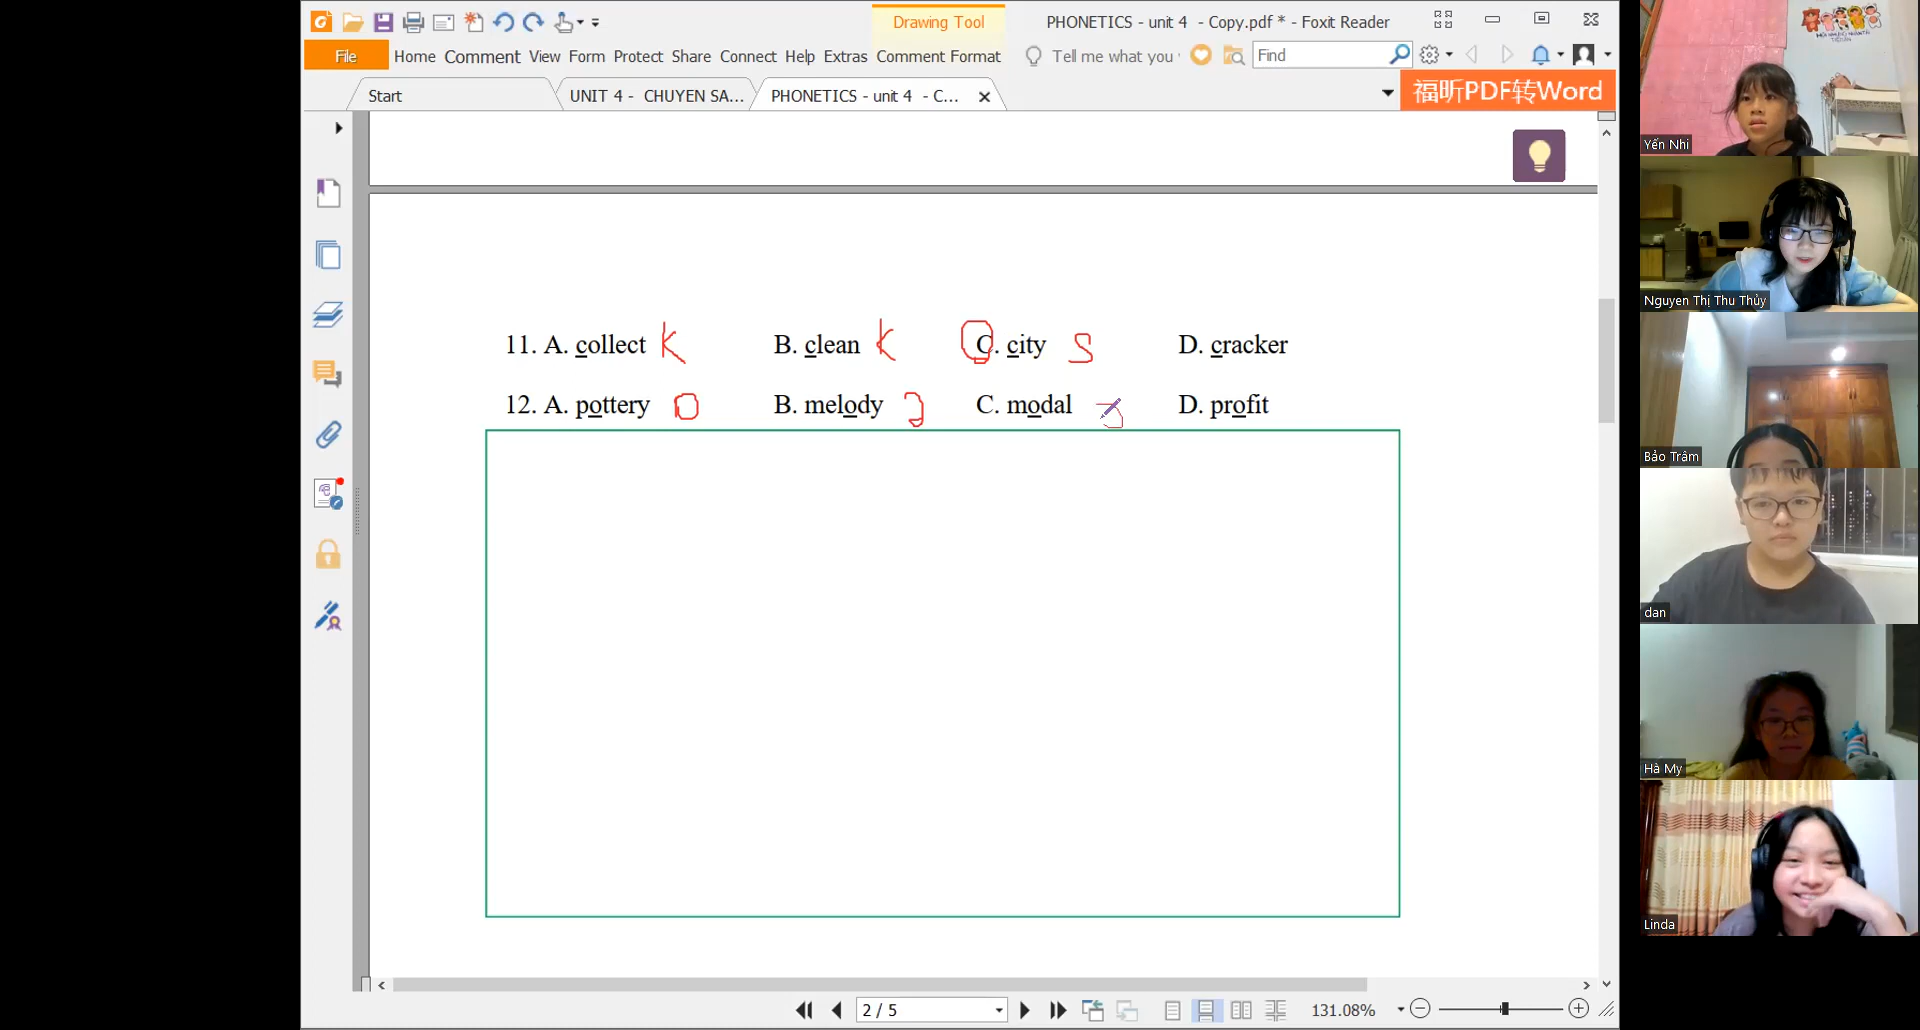 Drawing Tool
PHONETICS - unit 4 - Copy.pdf * - Foxit Reader
File Home Comment View Form Protect Share Connect Help Extras Comment Format Tell me what you Find
Start UNIT 4 - CHUYEN SA... PHONETICS - unit 4 - C... 福昕PDF转Word
11. A. collect K B. clean K C. city S D. cracker
12. A. pottery B. melody C. modal D. profit
2 / 5 131.08%
Yến Nhi
Nguyen Thị Thu Thủy
Bảo Trâm
dan
Hà My
Linda